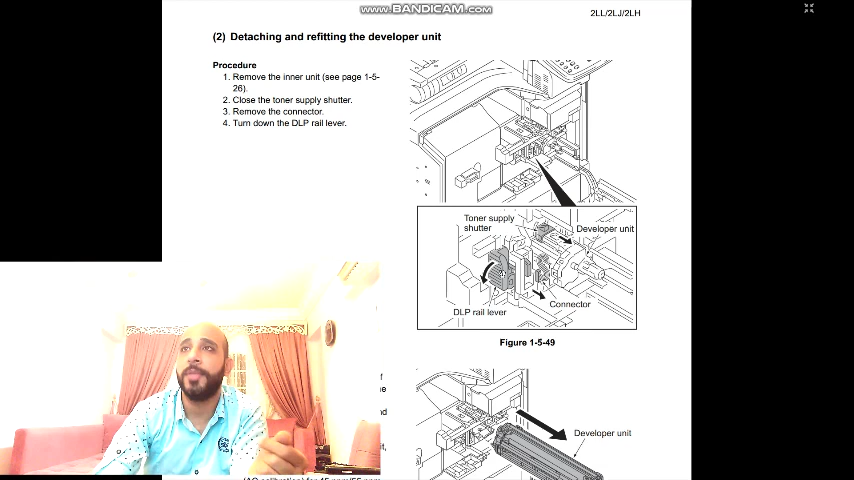 www.BANDICAM.com
2LL/2LJ/2LH
(2) Detaching and refitting the developer unit
Procedure
1. Remove the inner unit (see page 1-5-
26).
2. Close the toner supply shutter.
3. Remove the connector.
4. Turn down the DLP rail lever.
Toner supply
shutter
Developer unit
Connector
DLP rail lever
Figure 1-5-49
Developer unit